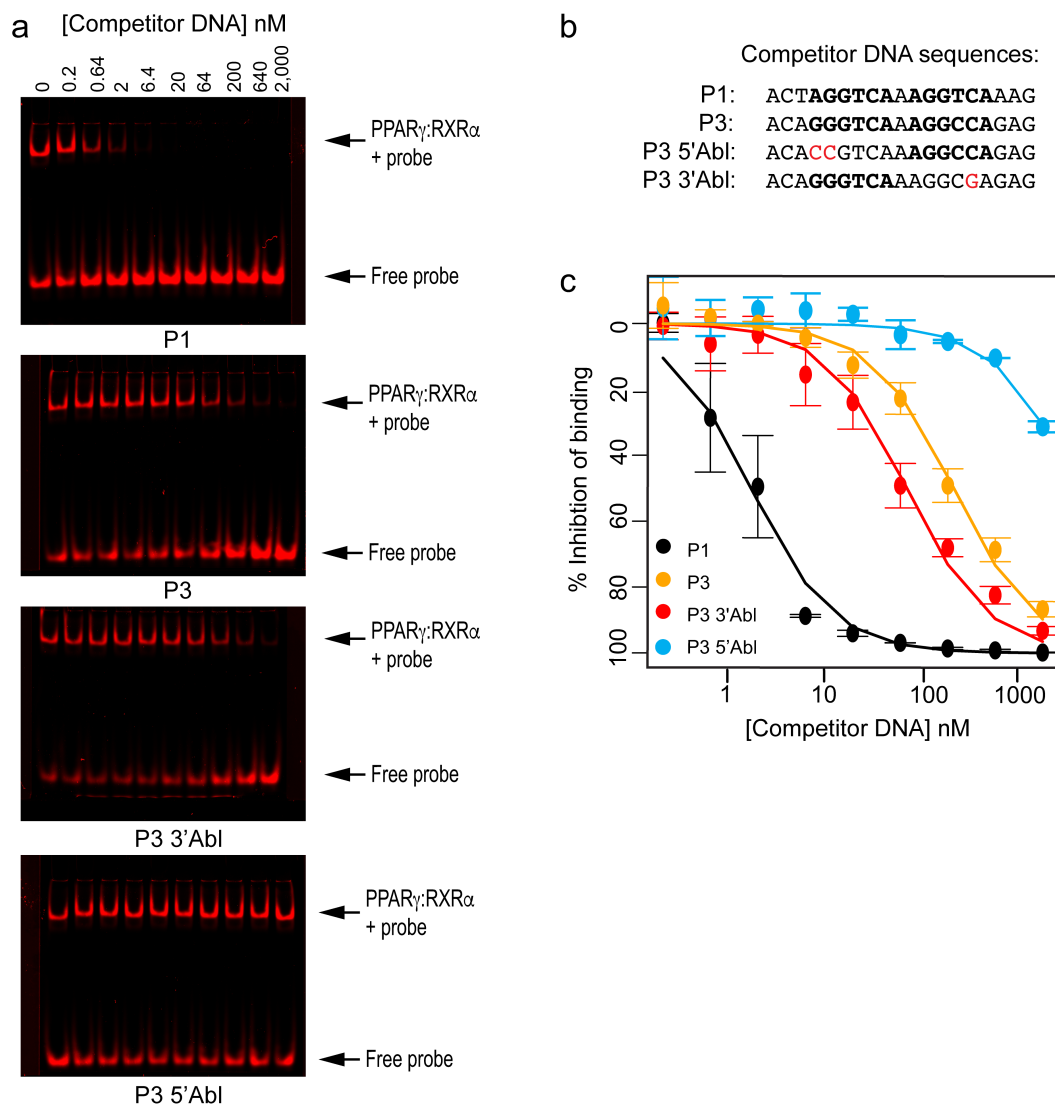 a
[Competitor DNA] nM
0
0.2
0.64
2
6.4
20
64
200
640
2,000
PPARγ:RXRα
+ probe
Free probe
P1
PPARγ:RXRα
+ probe
Free probe
P3
PPARγ:RXRα
+ probe
Free probe
P3 3'Abl
PPARγ:RXRα
+ probe
Free probe
P3 5'Abl
b
Competitor DNA sequences:
P1: ACTAGGTCAAAGGTCAAAG
P3: ACAGGGTCAAAGGCCAGAG
P3 5'Abl: ACACCGTCAAAGGCCAGAG
P3 3'Abl: ACAGGGTCAAAGGCGAGAG
c
% Inhibtion of binding
0
20
40
60
80
100
P1
P3
P3 3'Abl
P3 5'Abl
1
10
100
1000
[Competitor DNA] nM